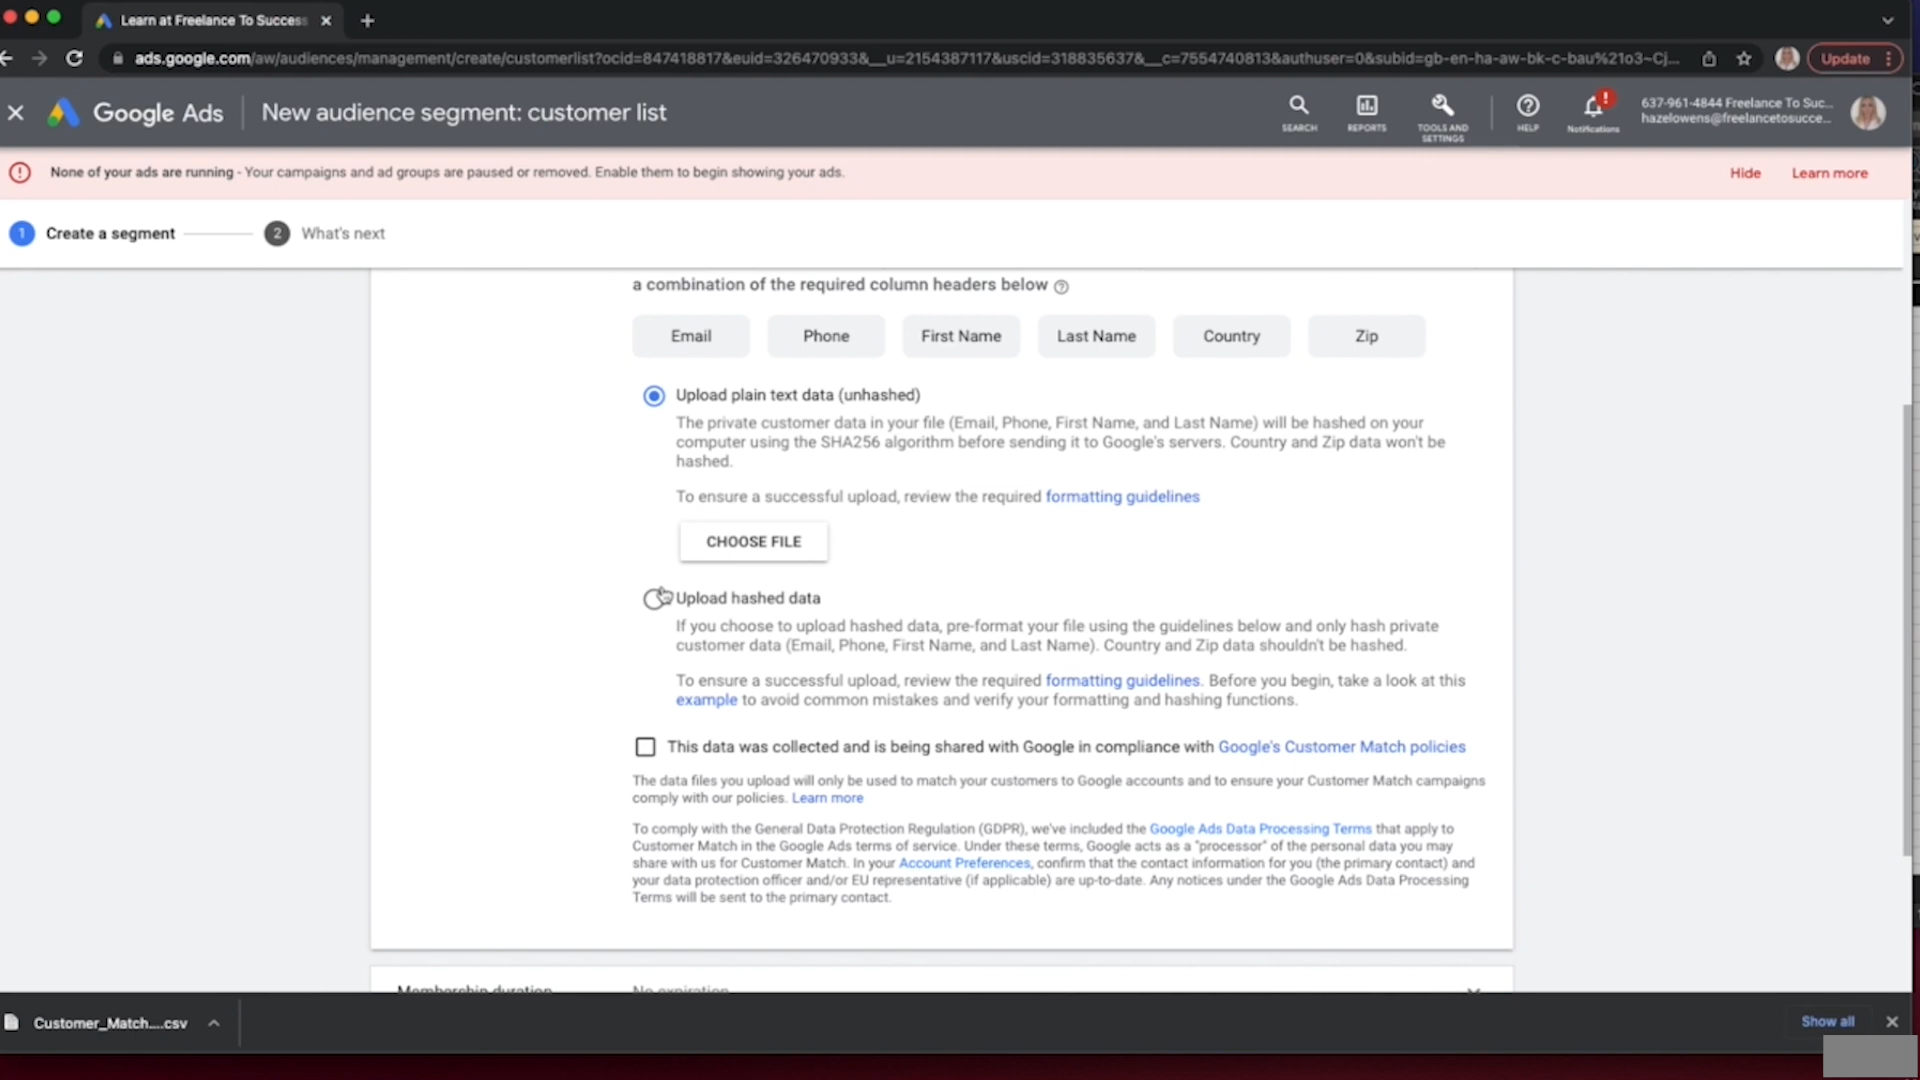 Learn at Freelance To Success
ads.google.com/aw/audiences/management/create/customerlist?ocid=847418817&euid=326470933&__u=2154387117&uscid=318835637&__c=7554740813&authuser=0&subid=gb-en-ha-aw-bk-c-bau%21o3~Cj...
Update
Google Ads
New audience segment: customer list
SEARCH
REPORTS
TOOLS AND SETTINGS
HELP
Notifications
637-961-4844 Freelance To Suc...
hazelowens@freelancetosucce...
None of your ads are running - Your campaigns and ad groups are paused or removed. Enable them to begin showing your ads.
Hide
Learn more
1 Create a segment
2 What's next
a combination of the required column headers below
Email
Phone
First Name
Last Name
Country
Zip
Upload plain text data (unhashed)
The private customer data in your file (Email, Phone, First Name, and Last Name) will be hashed on your
computer using the SHA256 algorithm before sending it to Google's servers. Country and Zip data won't be
hashed.
To ensure a successful upload, review the required formatting guidelines
CHOOSE FILE
Upload hashed data
If you choose to upload hashed data, pre-format your file using the guidelines below and only hash private
customer data (Email, Phone, First Name, and Last Name). Country and Zip data shouldn't be hashed.
To ensure a successful upload, review the required formatting guidelines. Before you begin, take a look at this
example to avoid common mistakes and verify your formatting and hashing functions.
This data was collected and is being shared with Google in compliance with Google's Customer Match policies
The data files you upload will only be used to match your customers to Google accounts and to ensure your Customer Match campaigns
comply with our policies. Learn more
To comply with the General Data Protection Regulation (GDPR), we've included the Google Ads Data Processing Terms that apply to
Customer Match in the Google Ads terms of service. Under these terms, Google acts as a "processor" of the personal data you may
share with us for Customer Match. In your Account Preferences, confirm that the contact information for you (the primary contact) and
your data protection officer and/or EU representative (if applicable) are up-to-date. Any notices under the Google Ads Data Processing
Terms will be sent to the primary contact.
Membership duration
No expiration
Customer_Match....csv
Show all